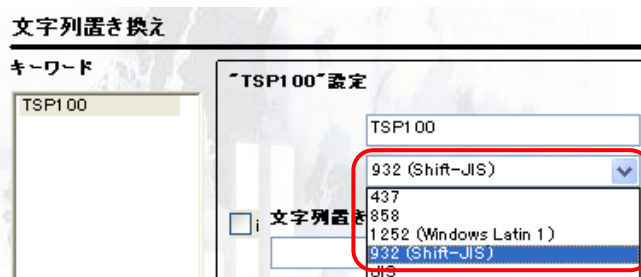 文字列置き換え
キーワード
TSP100
"TSP100"設定
TSP100
932 (Shift-JIS)
437
858
1252 (Windows Latin 1)
932 (Shift-JIS)
JIS
文字列置き